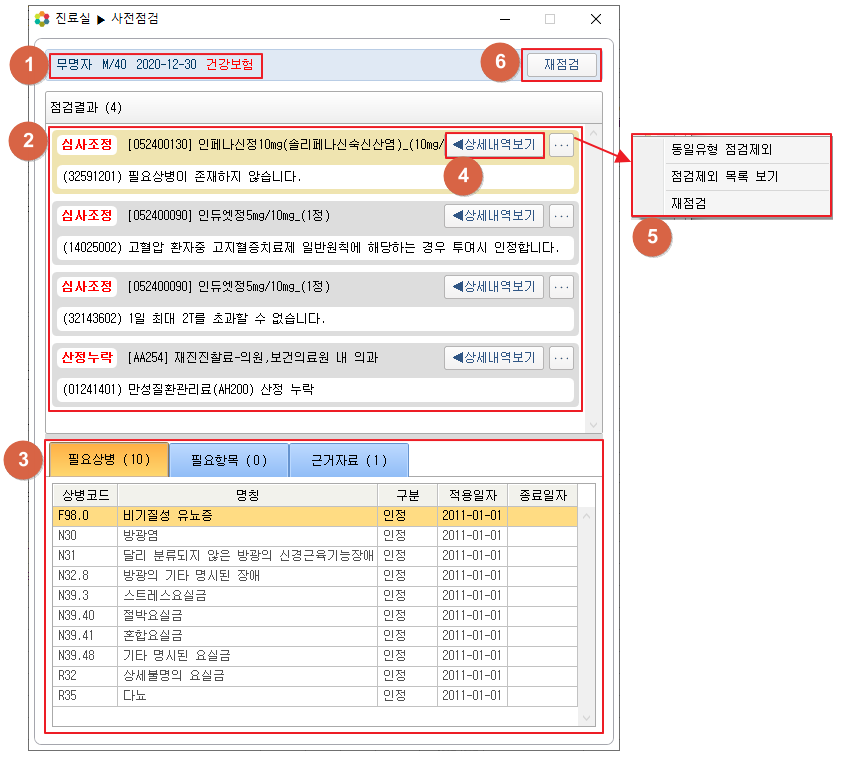 진료실 ▶ 사전점검
1
무명자 M/40 2020-12-30 건강보험
6
재점검
점검결과 (4)
2
심사조정 [052400130] 인페나신정10mg(솔리페나신숙신산염)_(10mg/ ◀상세내역보기 ...
(32591201) 필요상병이 존재하지 않습니다.
4
심사조정 [052400090] 인듀엣정5mg/10mg_(1정) ◀상세내역보기 ...
(14025002) 고혈압 환자중 고지혈증치료제 일반원칙에 해당하는 경우 투여시 인정합니다.
심사조정 [052400090] 인듀엣정5mg/10mg_(1정) ◀상세내역보기 ...
(32143602) 1일 최대 2T를 초과할 수 없습니다.
산정누락 [AA254] 재진진찰료-의원,보건의료원 내 의과 ◀상세내역보기 ...
(01241401) 만성질환관리료(AH200) 산정 누락
동일유형 점검제외
점검제외 목록 보기
재점검
5
3
필요상병 (10) 필요항목 (0) 근거자료 (1)
상병코드 명칭 구분 적용일자 종료일자
F98.0 비기질성 유뇨증 인정 2011-01-01
N30 방광염 인정 2011-01-01
N31 달리 분류되지 않은 방광의 신경근육기능장애 인정 2011-01-01
N32.8 방광의 기타 명시된 장애 인정 2011-01-01
N39.3 스트레스요실금 인정 2011-01-01
N39.40 절박요실금 인정 2011-01-01
N39.41 혼합요실금 인정 2011-01-01
N39.48 기타 명시된 요실금 인정 2011-01-01
R32 상세불명의 요실금 인정 2011-01-01
R35 다뇨 인정 2011-01-01